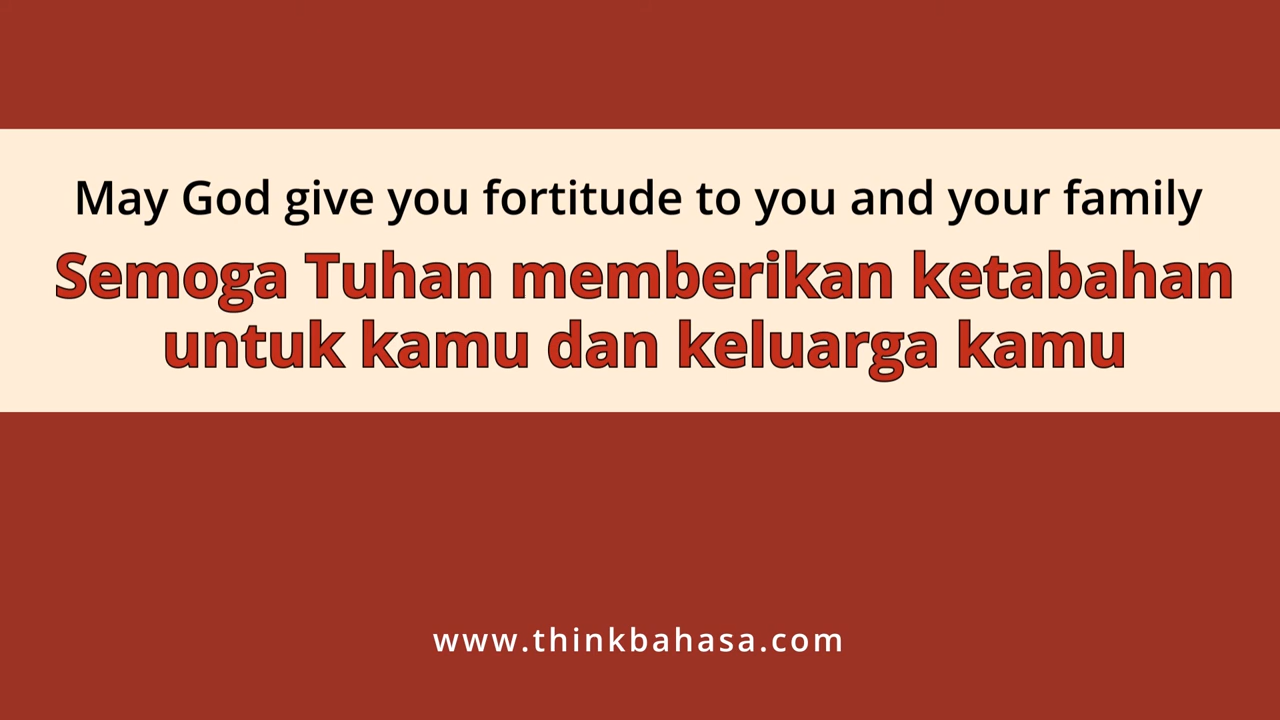 May God give you fortitude to you and your family
Semoga Tuhan memberikan ketabahan
untuk kamu dan keluarga kamu
www.thinkbahasa.com